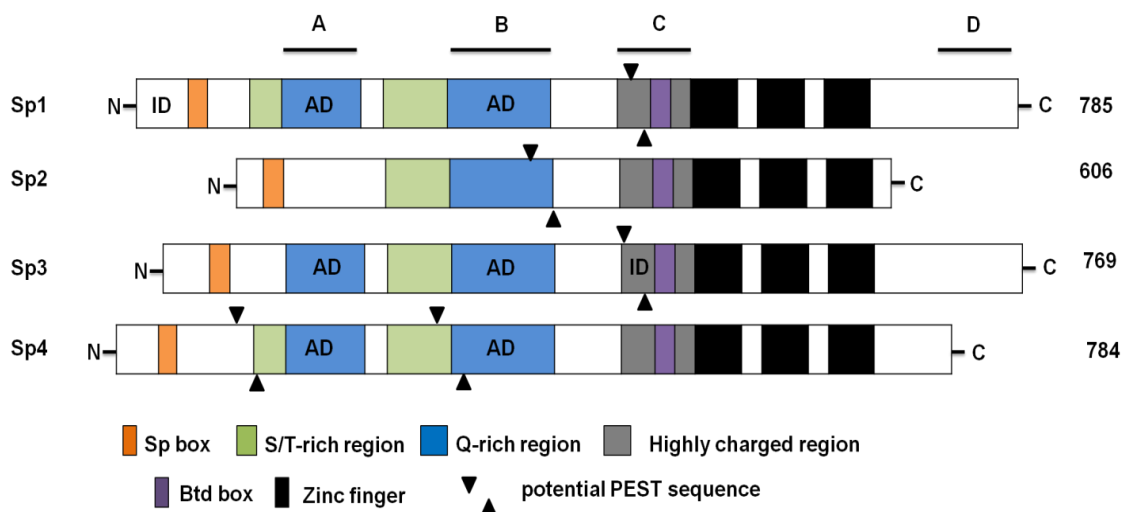 A B C D
Sp1 N ID AD AD C 785
Sp2 N C 606
Sp3 N AD AD ID C 769
Sp4 N AD AD C 784
Sp box S/T-rich region Q-rich region Highly charged region
Btd box Zinc finger potential PEST sequence